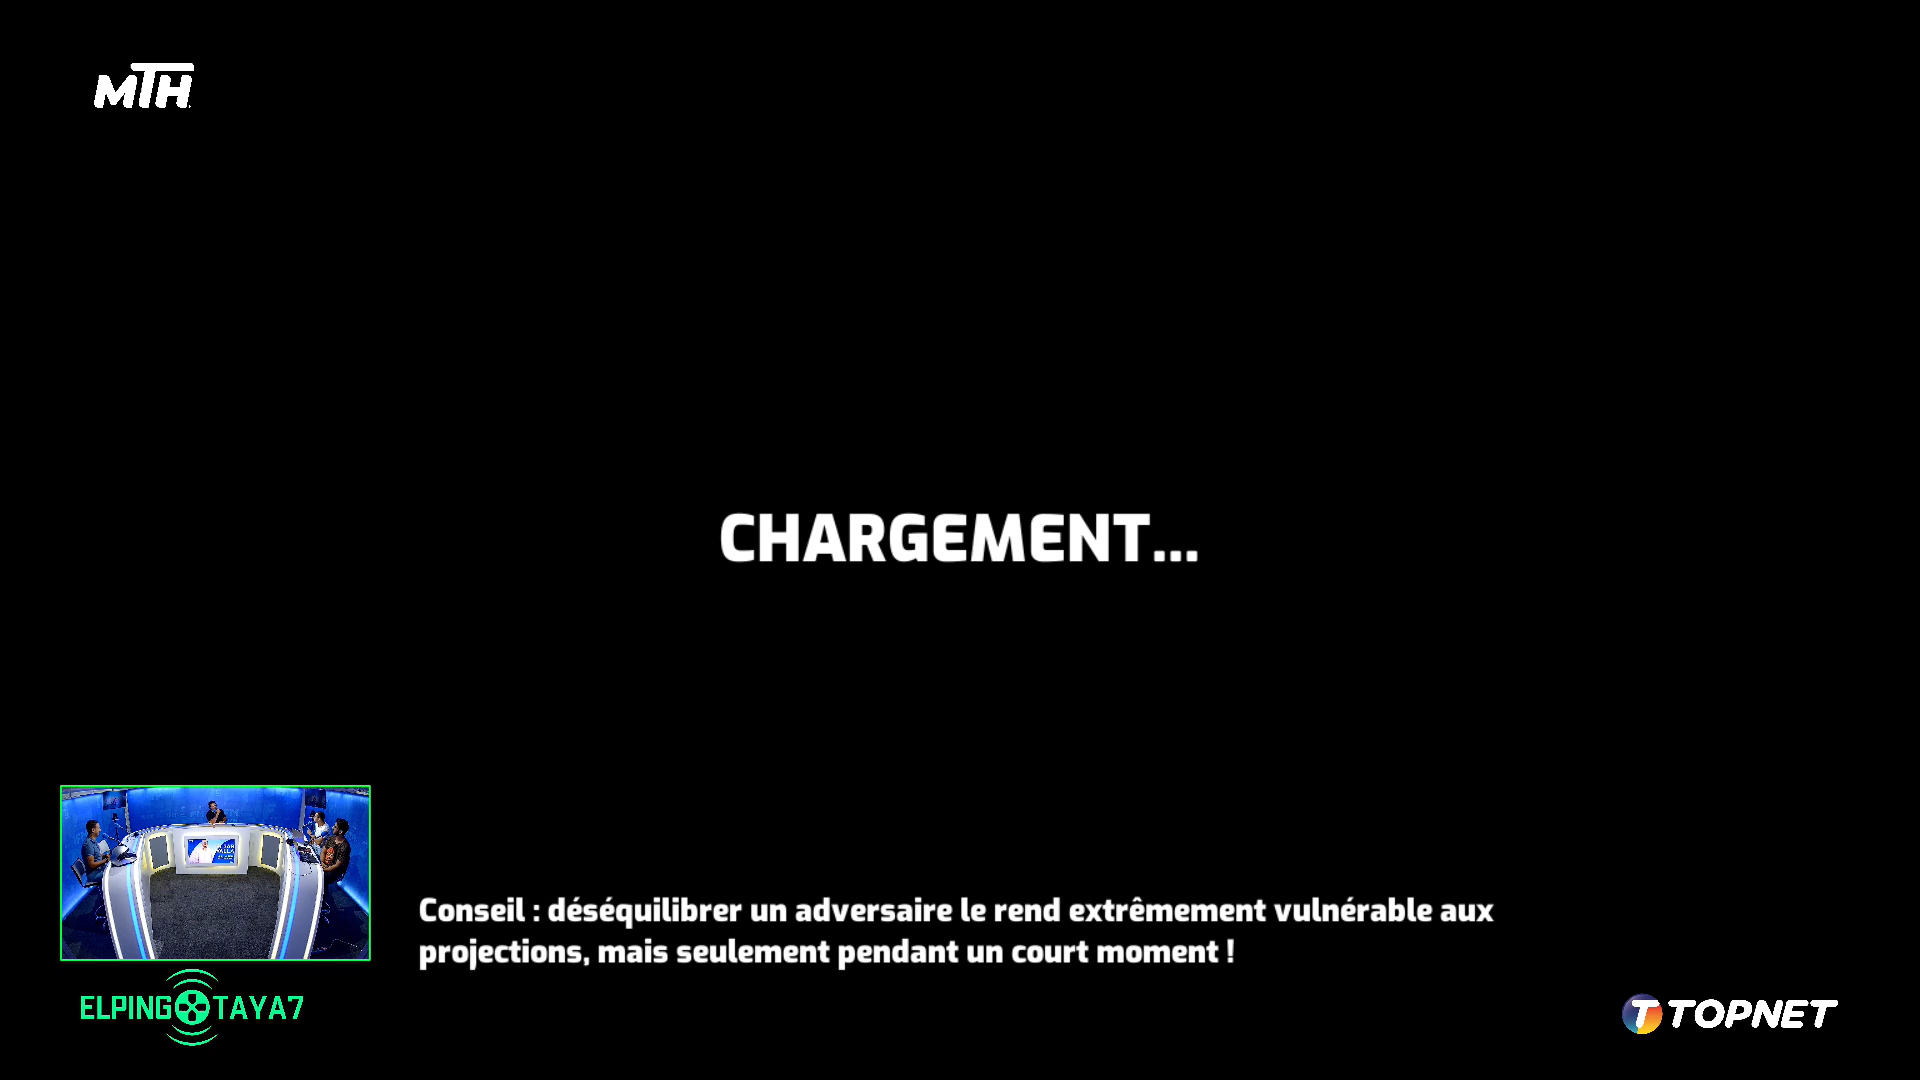 MTH
CHARGEMENT...
Conseil : déséquilibrer un adversaire le rend extrêmement vulnérable aux
projections, mais seulement pendant un court moment !
ELPING TAYA7
TOPNET